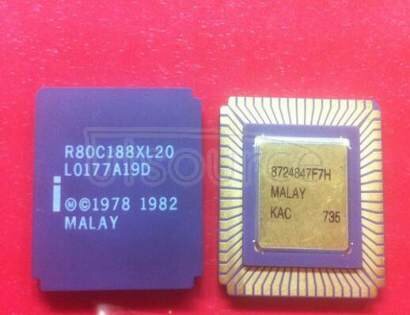 R80C188XL20
L0177A19D
i Ⓜ©1978 1982
MALAY
8724847F7H
MALAY
KAC 735